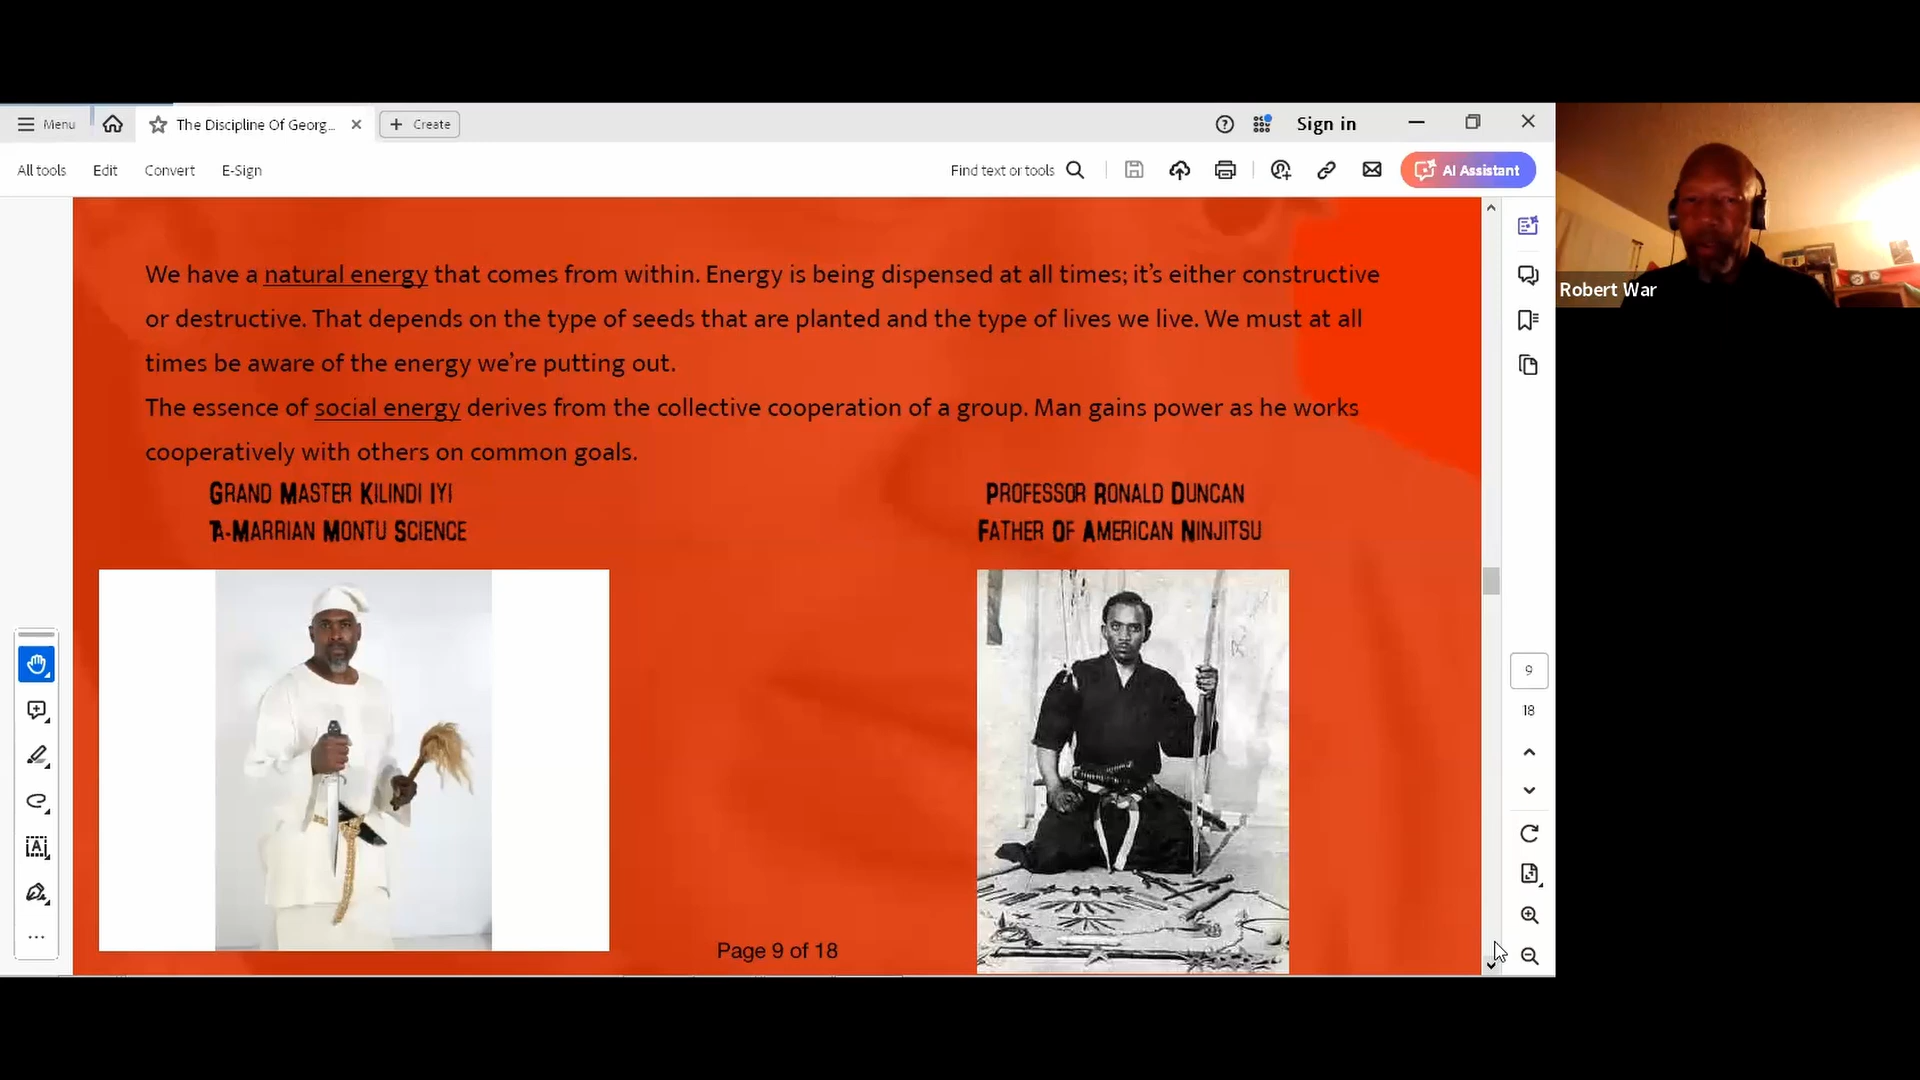 Menu
The Discipline Of Georg...
Create
Sign in
All tools
Edit
Convert
E-Sign
Find text or tools
AI Assistant
We have a natural energy that comes from within. Energy is being dispensed at all times; it's either constructive
or destructive. That depends on the type of seeds that are planted and the type of lives we live. We must at all
times be aware of the energy we're putting out.
The essence of social energy derives from the collective cooperation of a group. Man gains power as he works
cooperatively with others on common goals.
Grand Master Kilindi Iyi
Ta-Marrian Montu Science
Professor Ronald Duncan
Father Of American Ninjitsu
Page 9 of 18
9
18
Robert War